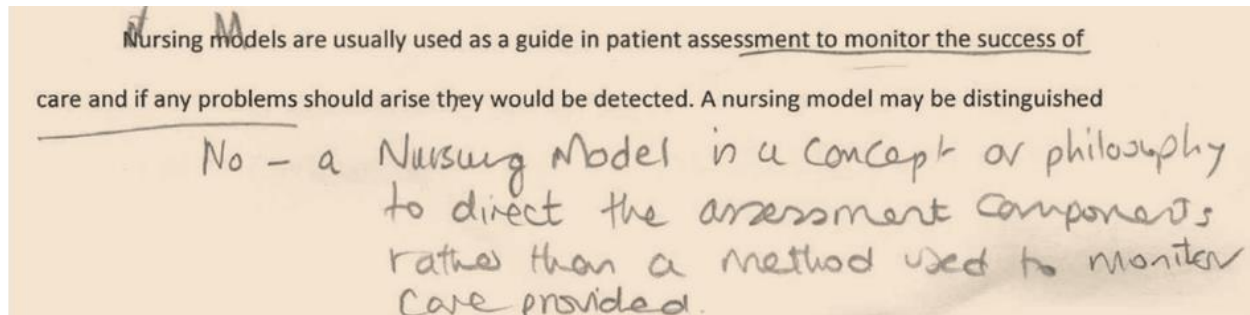 Nursing models are usually used as a guide in patient assessment to monitor the success of
care and if any problems should arise they would be detected. A nursing model may be distinguished
No – a Nursing Model is a concept or philosophy
to direct the assessment components
rather than a method used to monitor
care provided.